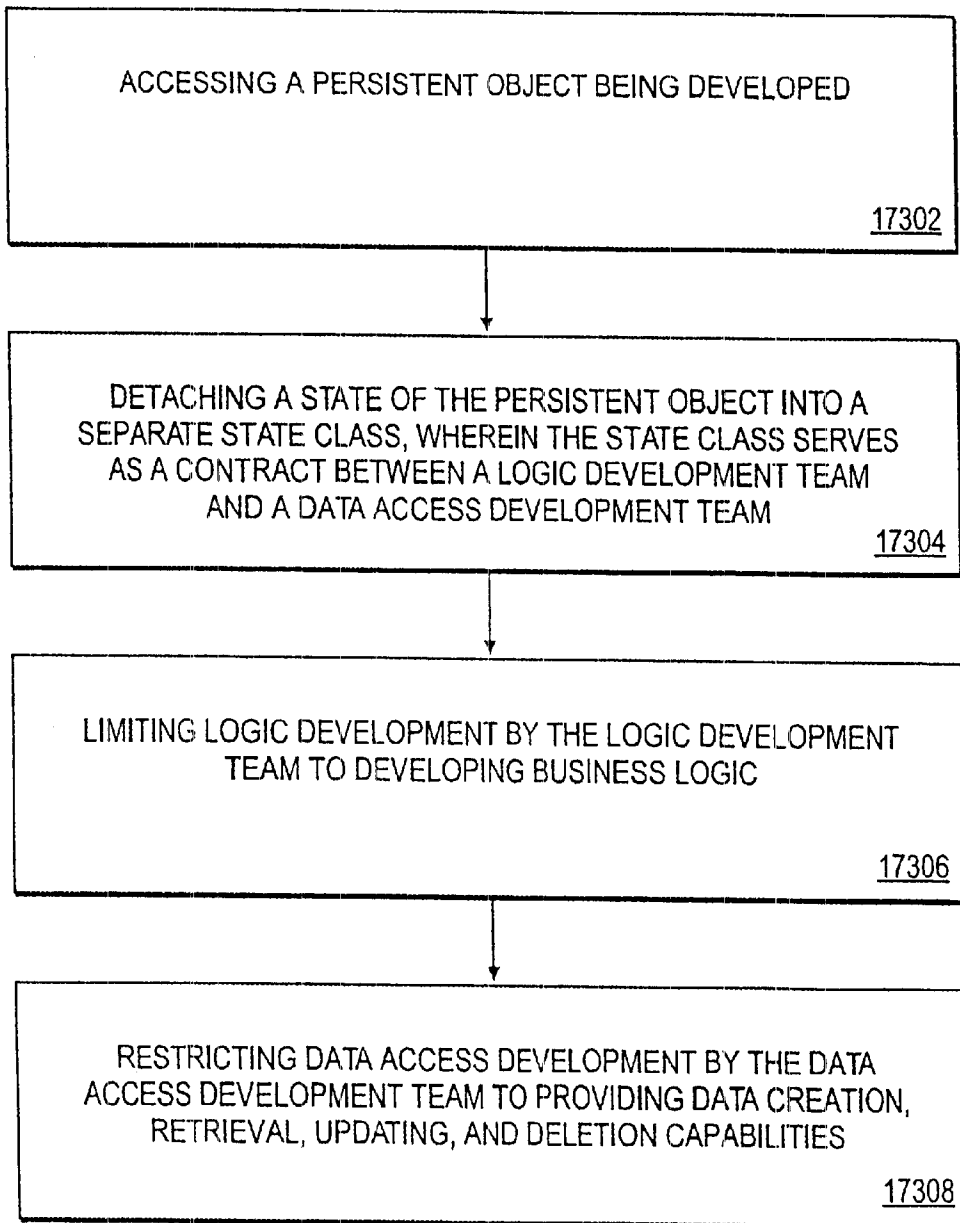 ACCESSING A PERSISTENT OBJECT BEING DEVELOPED
17302
DETACHING A STATE OF THE PERSISTENT OBJECT INTO A
SEPARATE STATE CLASS, WHEREIN THE STATE CLASS SERVES
AS A CONTRACT BETWEEN A LOGIC DEVELOPMENT TEAM
AND A DATA ACCESS DEVELOPMENT TEAM
17304
LIMITING LOGIC DEVELOPMENT BY THE LOGIC DEVELOPMENT
TEAM TO DEVELOPING BUSINESS LOGIC
17306
RESTRICTING DATA ACCESS DEVELOPMENT BY THE DATA
ACCESS DEVELOPMENT TEAM TO PROVIDING DATA CREATION,
RETRIEVAL, UPDATING, AND DELETION CAPABILITIES
17308